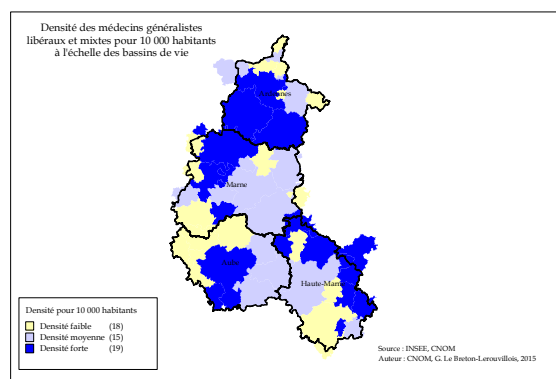 Densité des médecins généralistes
libéraux et mixtes pour 10 000 habitants
à l'échelle des bassins de vie
Ardennes
Marne
Aube
Haute-Marne
Densité pour 10 000 habitants
Densité faible (18)
Densité moyenne (15)
Densité forte (19)
Source : INSEE, CNOM
Auteur : CNOM, G. Le Breton-Lerouvillois, 2015